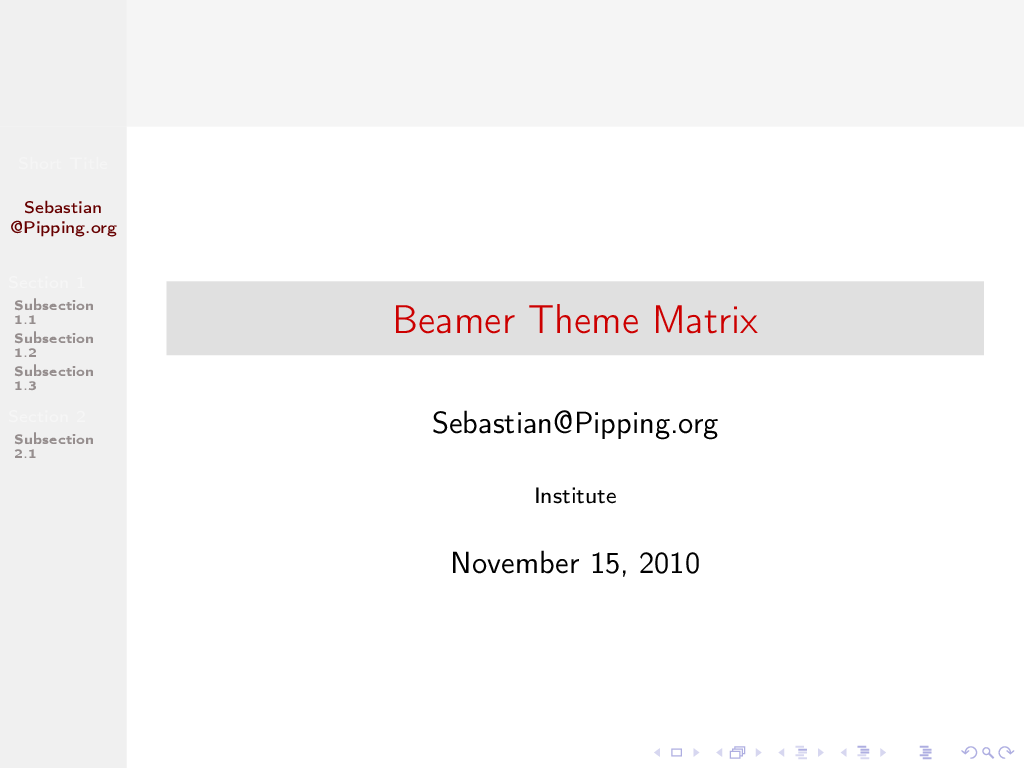 Short Title
Sebastian
@Pipping.org
Section 1
Subsection
1.1
Subsection
1.2
Subsection
1.3
Section 2
Subsection
2.1
Beamer Theme Matrix
Sebastian@Pipping.org
Institute
November 15, 2010